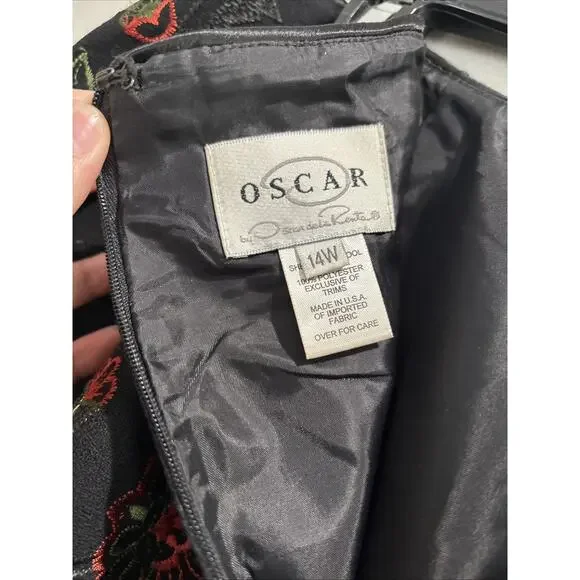 OSCAR
by Oscar de la Renta®
14W
100% POLYESTER
EXCLUSIVE OF
TRIMS
MADE IN U.S.A.
OF IMPORTED
FABRIC
OVER FOR CARE